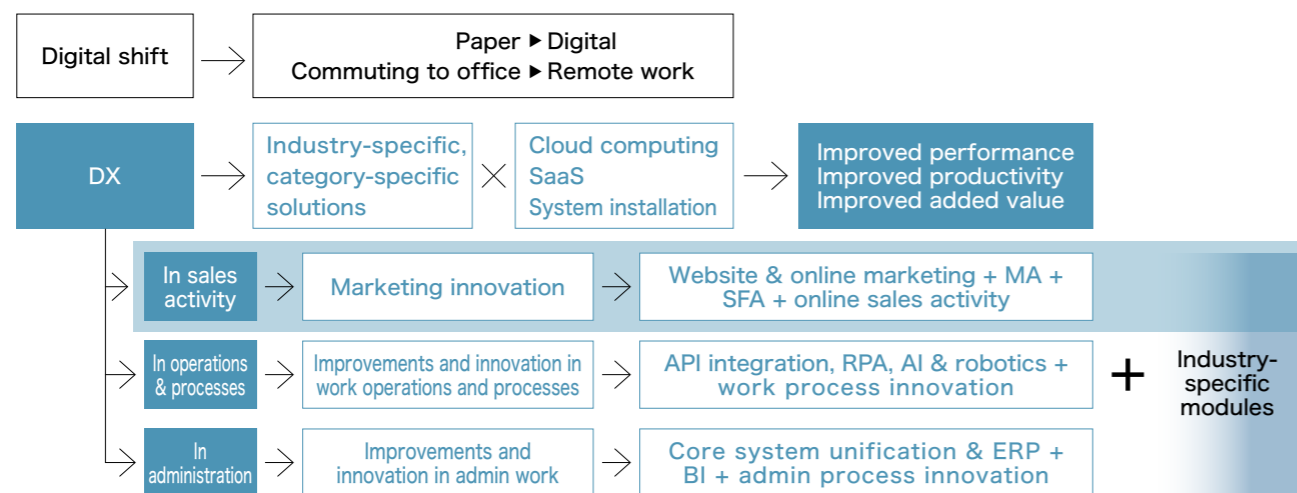 Digital shift
Paper ▶ Digital
Commuting to office ▶ Remote work
DX
Industry-specific,
category-specific
solutions
×
Cloud computing
SaaS
System installation
Improved performance
Improved productivity
Improved added value
In sales
activity
Marketing innovation
Website & online marketing + MA +
SFA + online sales activity
In operations
& processes
Improvements and innovation in
work operations and processes
API integration, RPA, AI & robotics +
work process innovation
+
Industry-
specific
modules
In
administration
Improvements and
innovation in admin work
Core system unification & ERP +
BI + admin process innovation